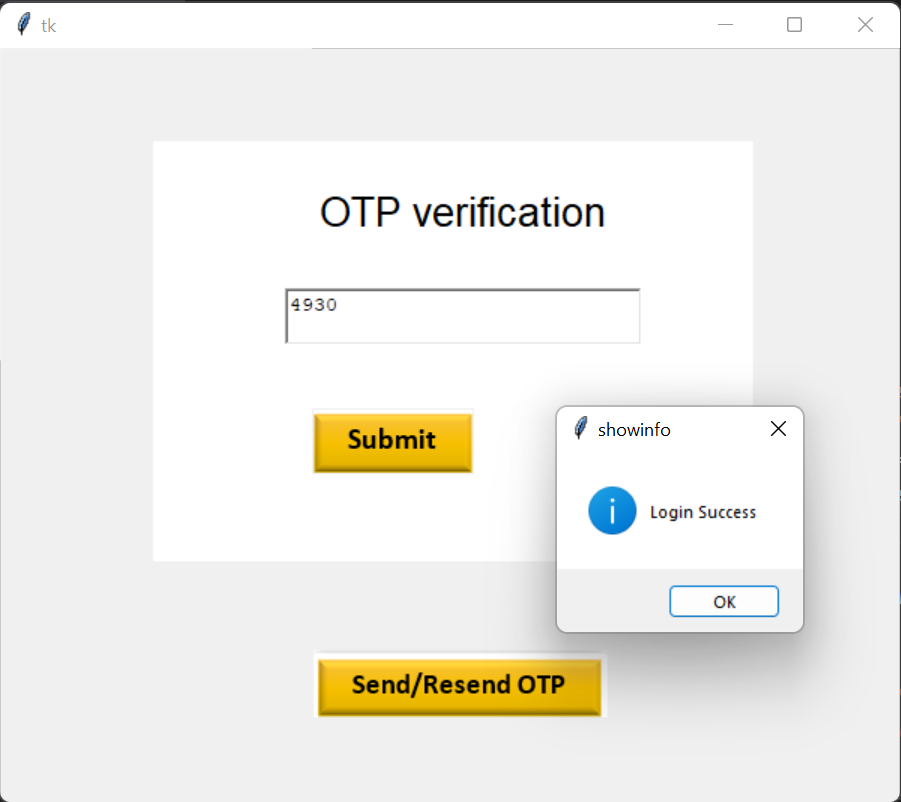 tk
OTP verification
4930
Submit
showinfo
Login Success
OK
Send/Resend OTP